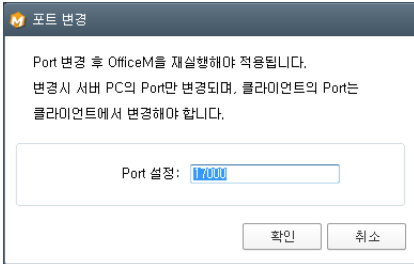 포트 변경
Port 변경 후 OfficeM을 재실행해야 적용됩니다.
변경시 서버 PC의 Port만 변경되며, 클라이언트의 Port는
클라이언트에서 변경해야 합니다.
Port 설정: 17000
확인 취소